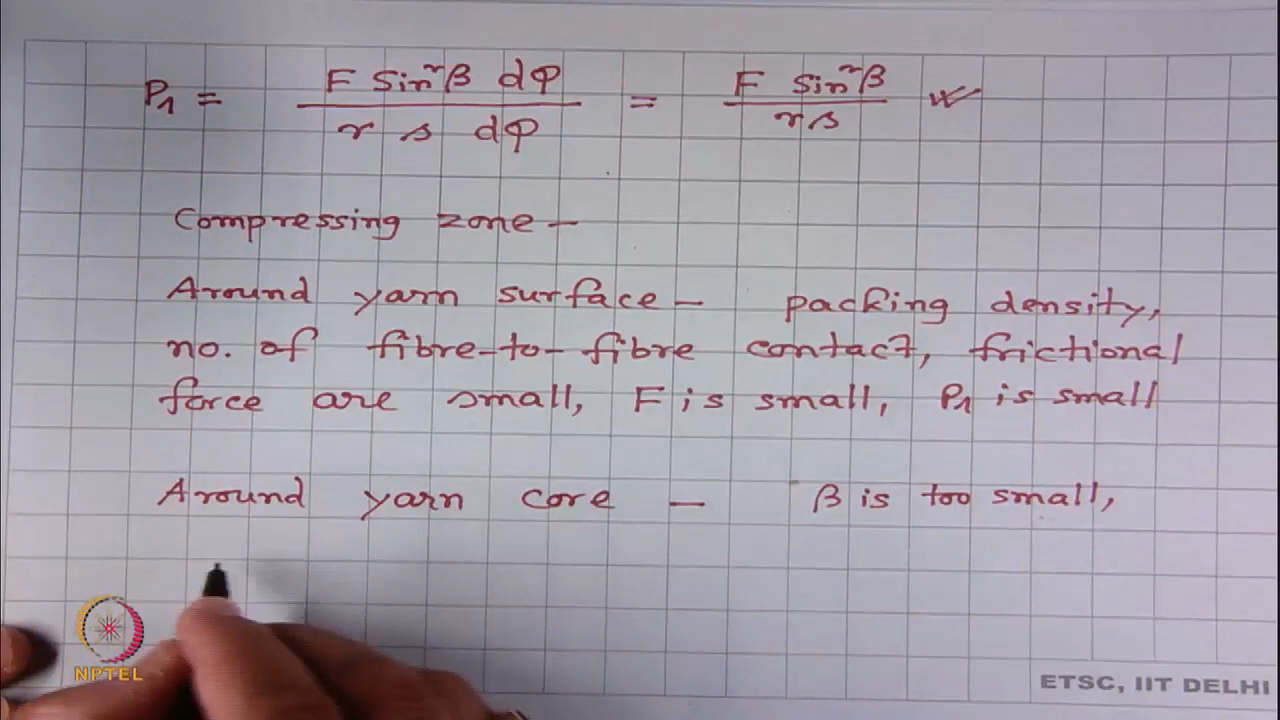 P₁ = F Sin²β dφ / r s dφ = F Sin²β / rs
Compressing zone –
Around yarn surface – packing density,
no. of fibre-to-fibre contact, frictional
force are small, F is small, P₁ is small
Around yarn core – β is too small,
NPTEL
ETSC, IIT DELHI